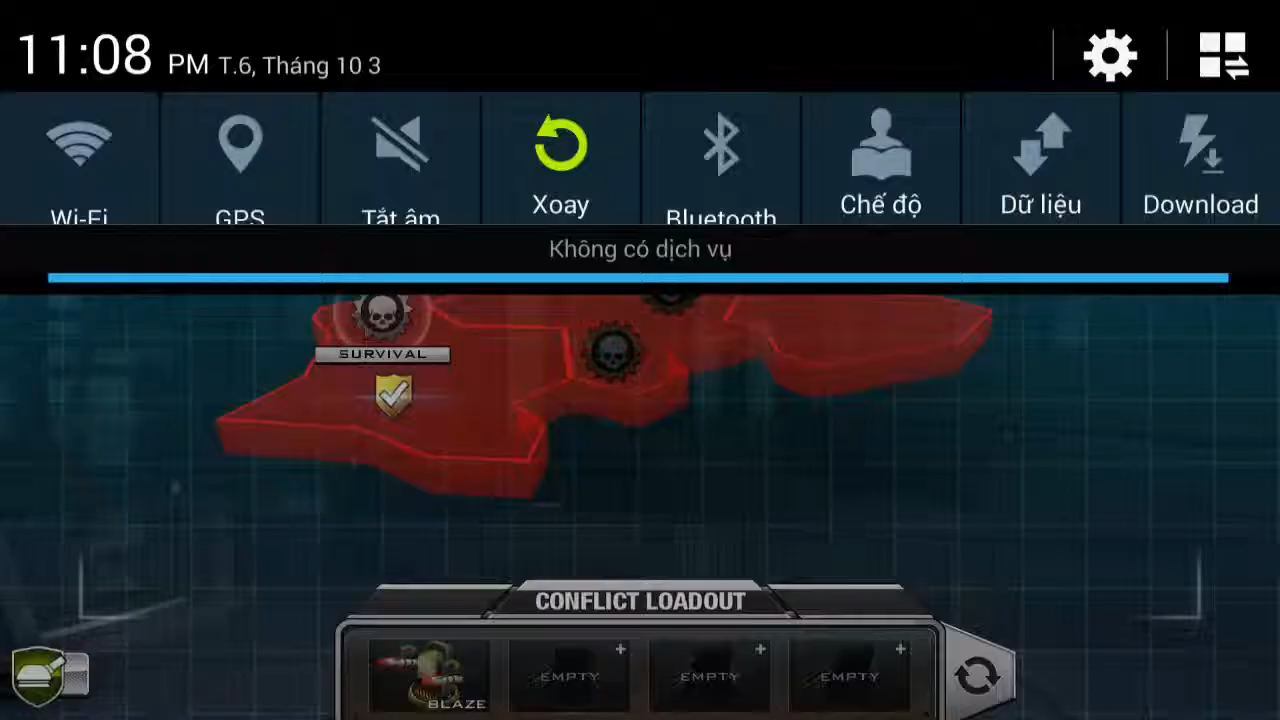 11:08 PM T.6, Tháng 10 3
Wi-Fi GPS Tắt âm Xoay Bluetooth Chế độ Dữ liệu Download
Không có dịch vụ
SURVIVAL
CONFLICT LOADOUT
EMPTY EMPTY EMPTY
BLAZE